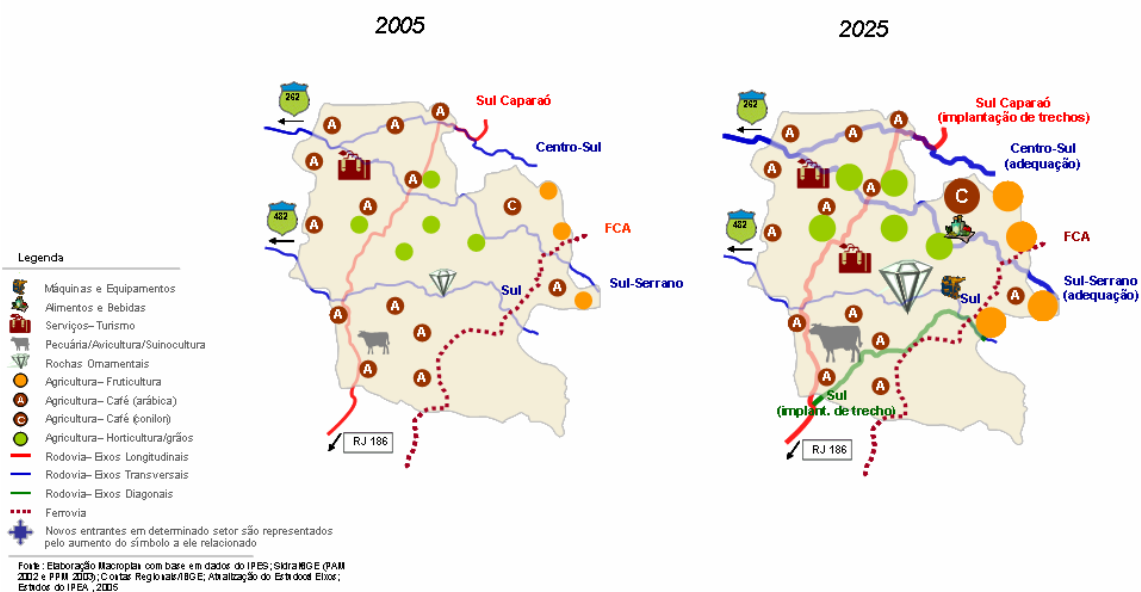 2005
2025
262
Sul Caparaó
Centro-Sul
482
FCA
Sul
Sul-Serrano
RJ 186
A
A
A
A
A
A
A
C
A
A
A
A
A
A
262
Sul Caparaó
(implantação de trechos)
Centro-Sul
(adequação)
482
FCA
Sul
Sul-Serrano
(adequação)
Sul
(implant. de trecho)
RJ 186
A
A
A
A
A
A
A
C
A
A
A
A
A
Legenda
Máquinas e Equipamentos
Alimentos e Bebidas
Serviços– Turismo
Pecuária/Avicultura/Suinocultura
Rochas Ornamentais
Agricultura– Fruticultura
A
Agricultura– Café (arábica)
C
Agricultura– Café (conilon)
Agricultura– Horticultura/grãos
Rodovia– Eixos Longitudinais
Rodovia– Eixos Transversais
Rodovia– Eixos Diagonais
Ferrovia
Novos entrantes em determinado setor são representados
pelo aumento do símbolo a ele relacionado
Fonte: Elaboração Macroplan com base em dados do IPES; Sidra/IBGE (PAM
2002 e PPM 2003); Contas Regionais/IBGE; Atualização do Estudo Eixos;
Estudos do IPEA , 2005